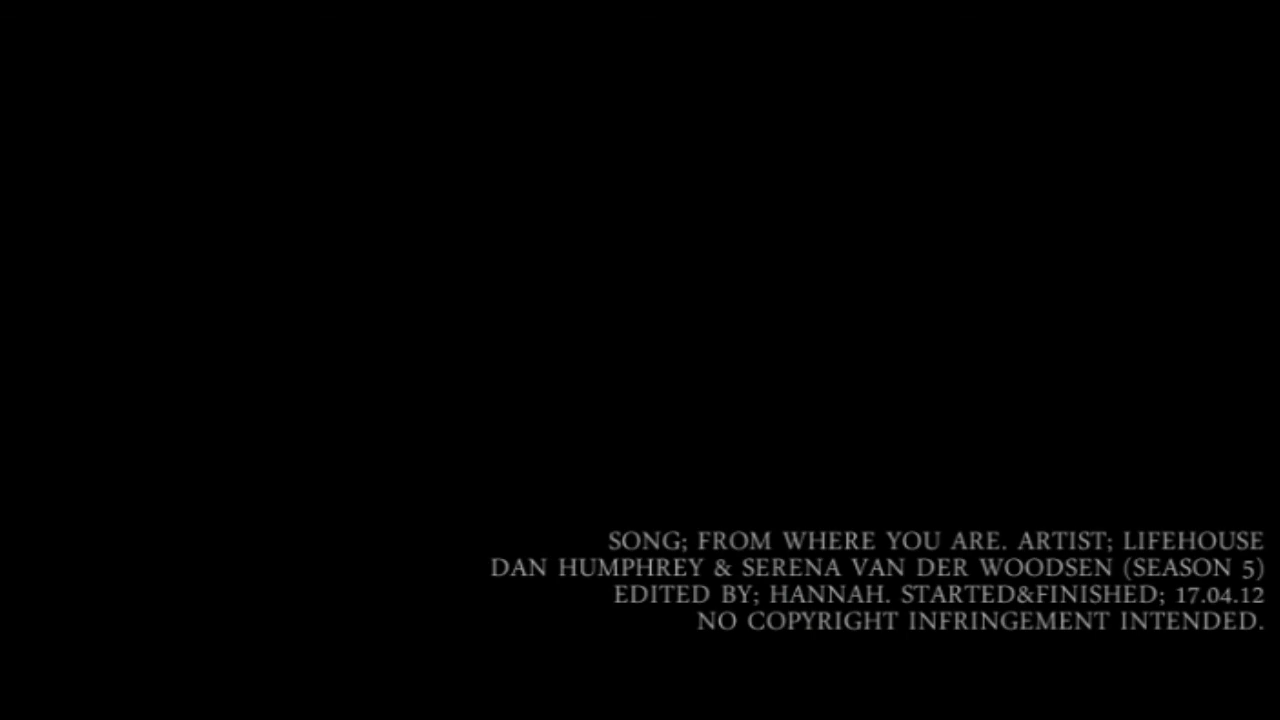 SONG; FROM WHERE YOU ARE. ARTIST; LIFEHOUSE
DAN HUMPHREY & SERENA VAN DER WOODSEN (SEASON 5)
EDITED BY; HANNAH. STARTED&FINISHED; 17.04.12
NO COPYRIGHT INFRINGEMENT INTENDED.